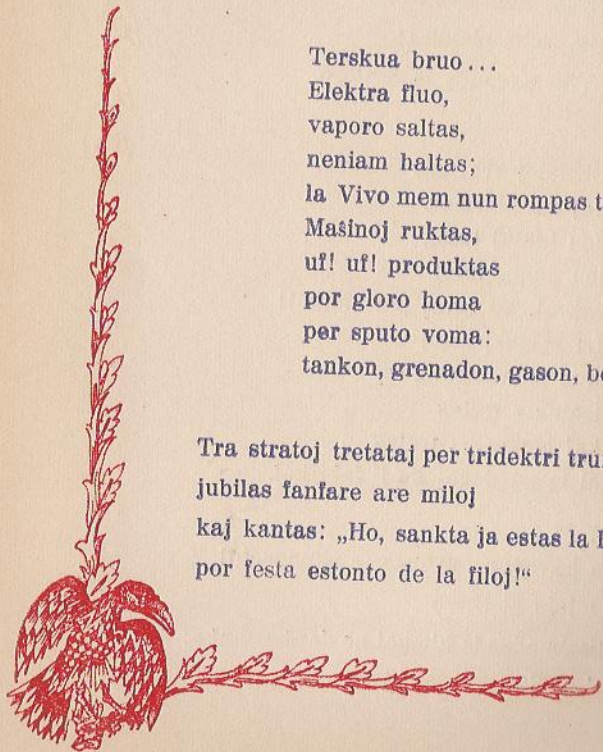 Terskua bruo ...
Elektra fluo,
vaporo saltas,
neniam haltas;
la Vivo mem nun rompas
Maŝinoj ruktas,
uf! uf! produktas
por gloro homa
per sputo voma:
tankon, grenadon, gason,
Tra stratoj tretataj per tridektri
jubilas fanfare are miloj
kaj kantas: „Ho, sankta ja estas la
por festa estonto de la filoj!“